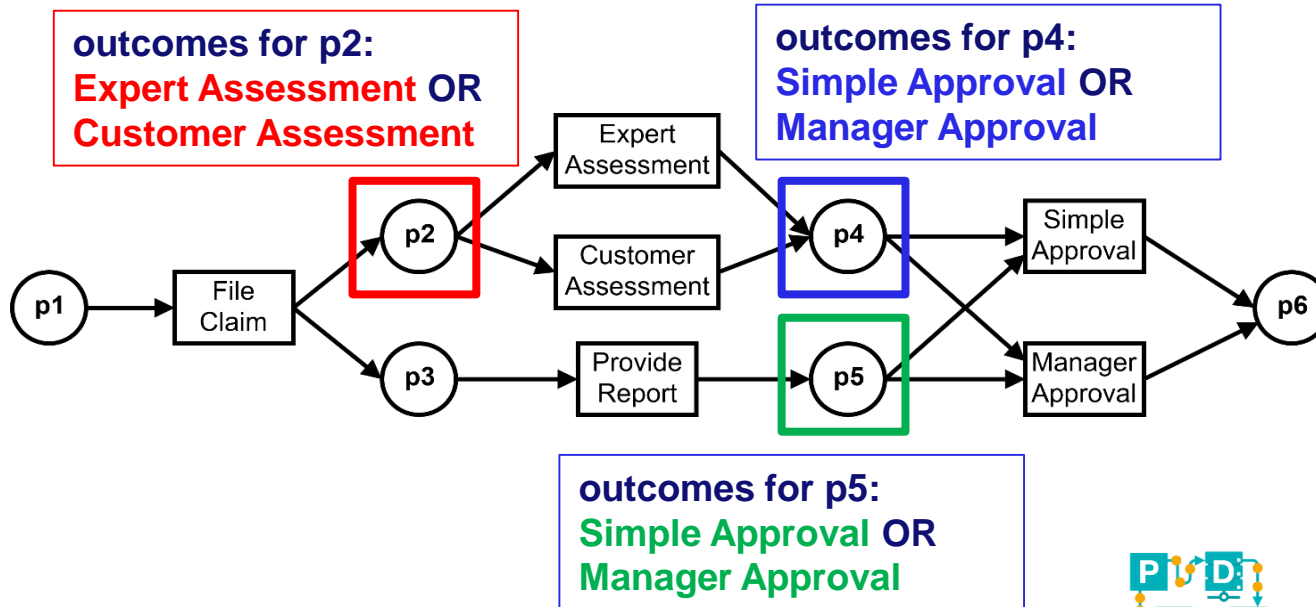 outcomes for p2:
Expert Assessment OR
Customer Assessment
outcomes for p4:
Simple Approval OR
Manager Approval
Expert
Assessment
p2
Customer
Assessment
p4
Simple
Approval
p1
File
Claim
p6
p3
Provide
Report
p5
Manager
Approval
outcomes for p5:
Simple Approval OR
Manager Approval
P D